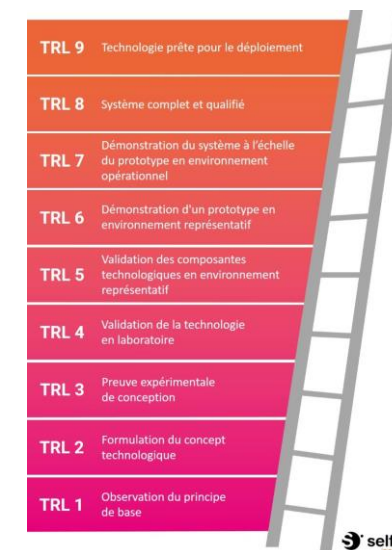 TRL 9 Technologie prête pour le déploiement
TRL 8 Système complet et qualifié
TRL 7 Démonstration du système à l'échelle
du prototype en environnement
opérationnel
TRL 6 Démonstration d'un prototype en
environnement représentatif
TRL 5 Validation des composantes
technologiques en environnement
représentatif
TRL 4 Validation de la technologie
en laboratoire
TRL 3 Preuve expérimentale
de conception
TRL 2 Formulation du concept
technologique
TRL 1 Observation du principe
de base